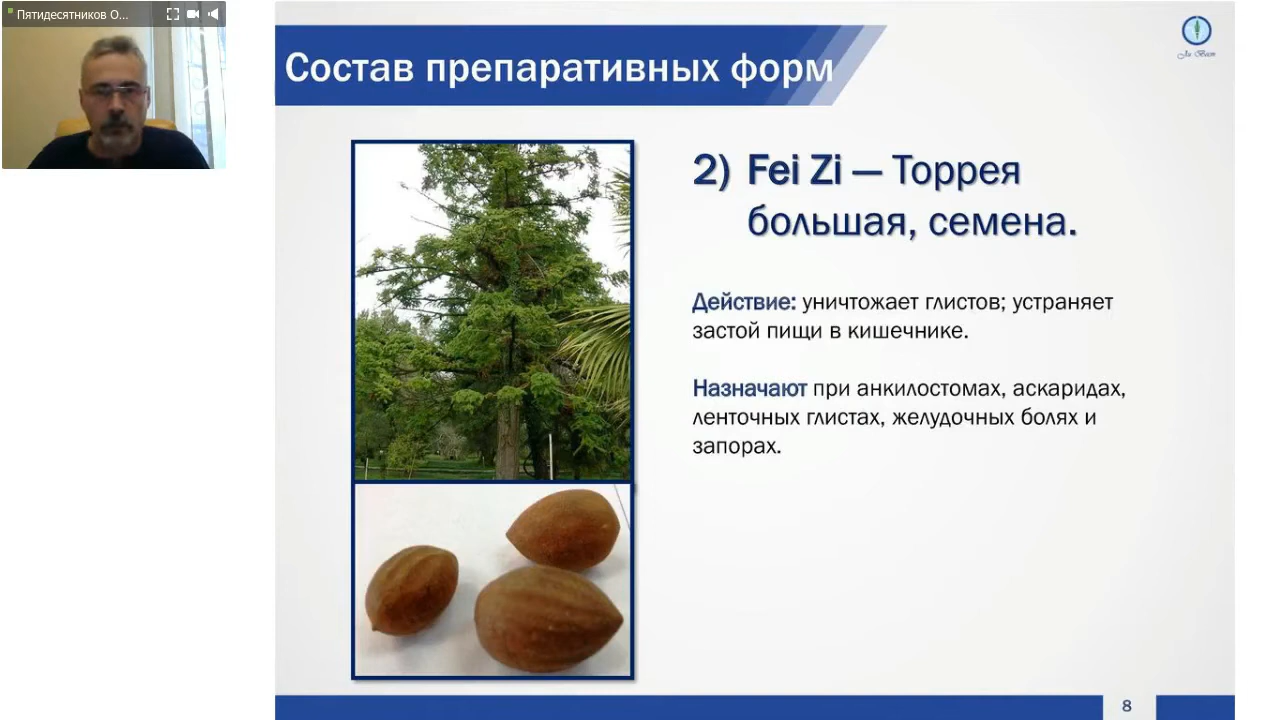 Пятидесятников О...
Состав препаративных форм
2) Fei Zi — Торрея
большая, семена.
Действие: уничтожает глистов; устраняет
застой пищи в кишечнике.
Назначают при анкилостомах, аскаридах,
ленточных глистах, желудочных болях и
запорах.
8